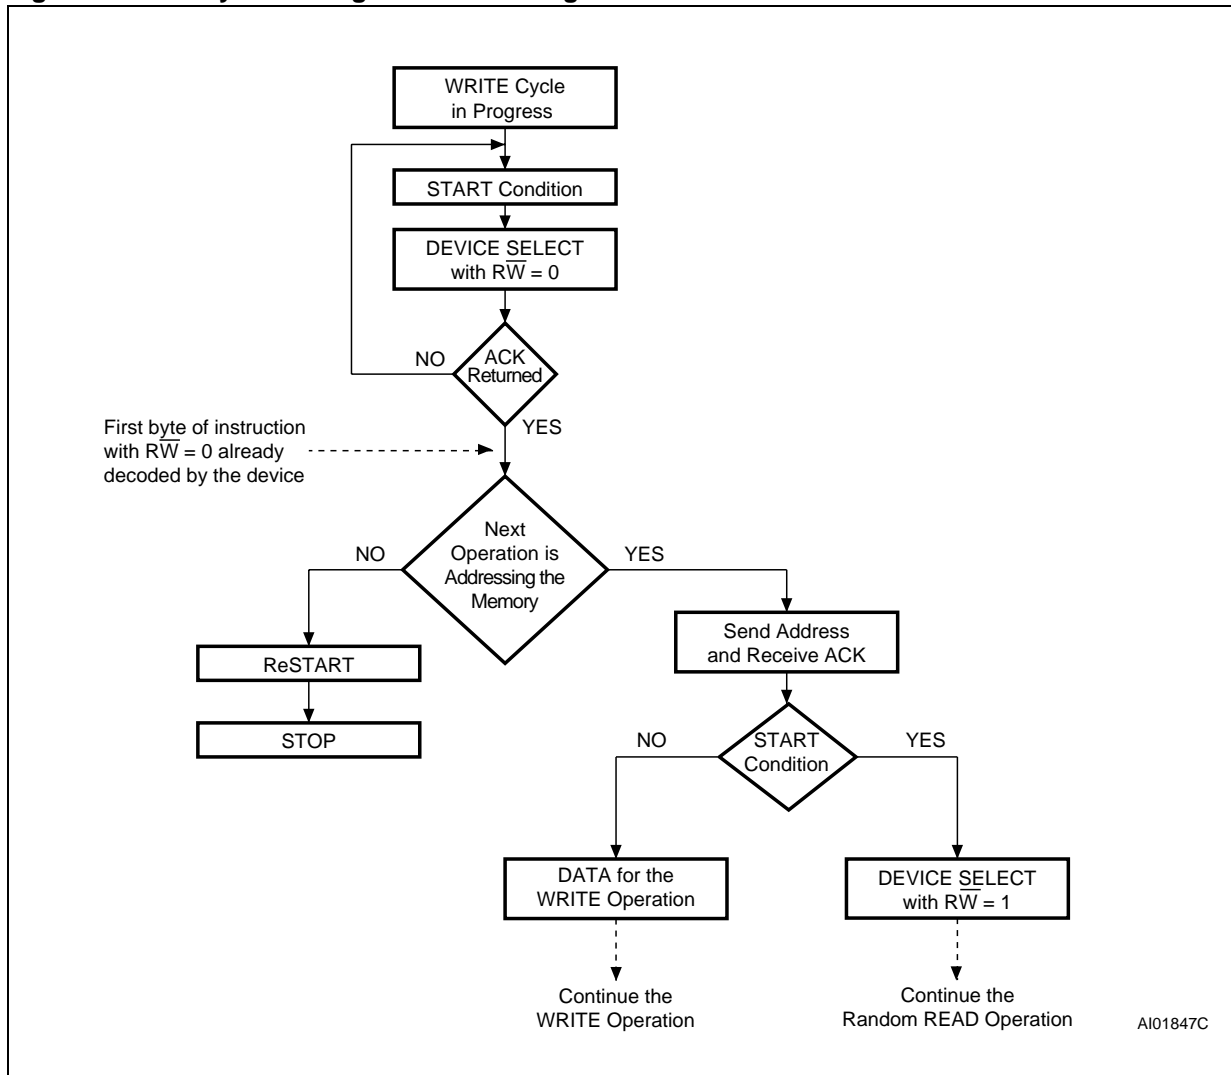 WRITE Cycle
in Progress
START Condition
DEVICE SELECT
with RW̅ = 0
NO
ACK
Returned
YES
First byte of instruction
with RW̅ = 0 already
decoded by the device
Next
Operation is
Addressing the
Memory
NO
YES
Send Address
and Receive ACK
ReSTART
STOP
NO
START
Condition
YES
DATA for the
WRITE Operation
DEVICE SELECT
with RW̅ = 1
Continue the
WRITE Operation
Continue the
Random READ Operation
AI01847C